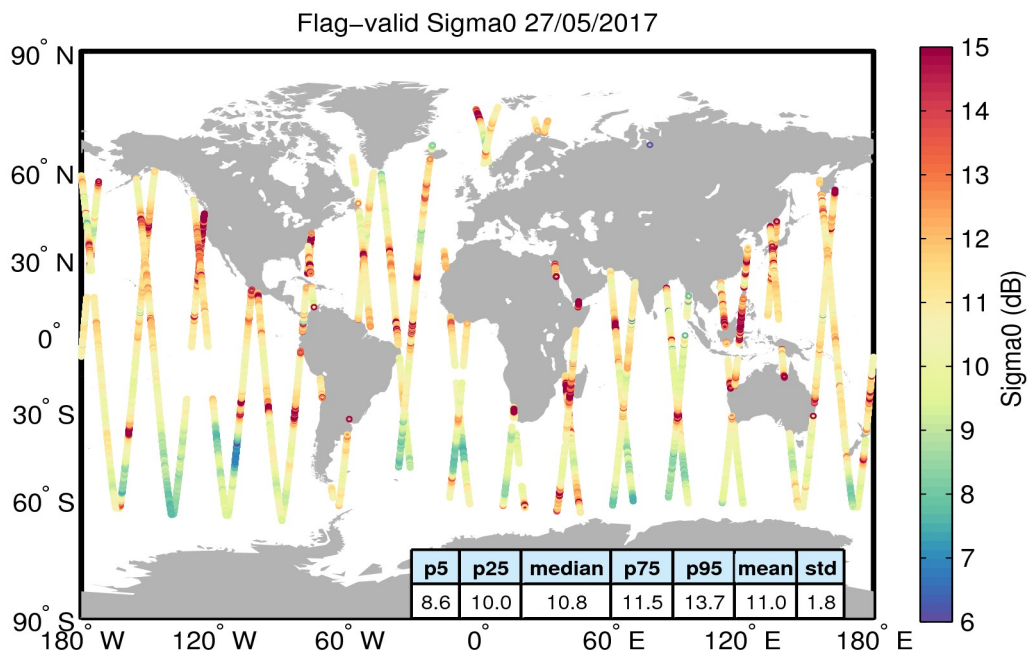 Flag-valid Sigma0 27/05/2017
90° N
60° N
30° N
0°
30° S
60° S
90° S
180° W
120° W
60° W
0°
60° E
120° E
180° E
p5 p25 median p75 p95 mean std
8.6 10.0 10.8 11.5 13.7 11.0 1.8
15
14
13
12
11
10
9
8
7
6
Sigma0 (dB)